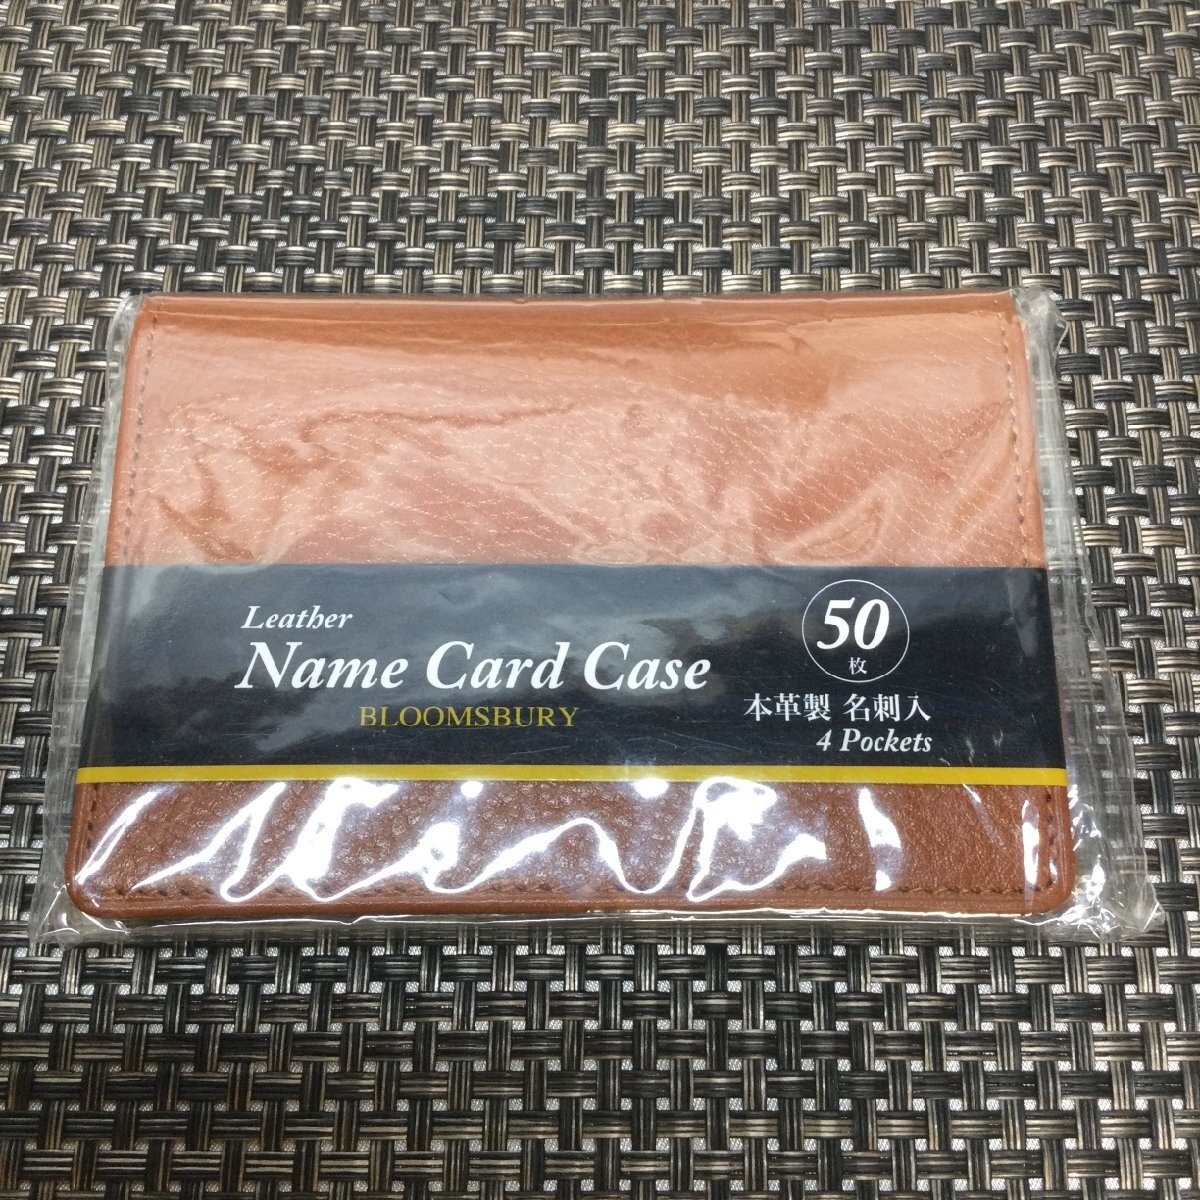 Leather
Name Card Case
BLOOMSBURY
50
枚
本革製 名刺入
4 Pockets